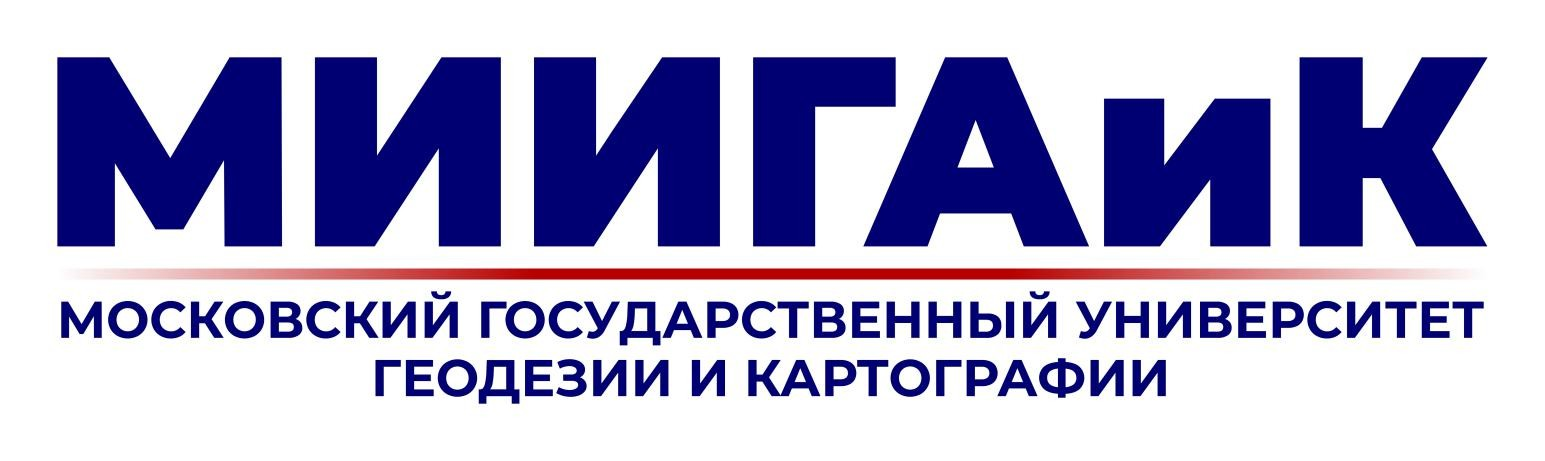 МИИГАиК
МОСКОВСКИЙ ГОСУДАРСТВЕННЫЙ УНИВЕРСИТЕТ
ГЕОДЕЗИИ И КАРТОГРАФИИ